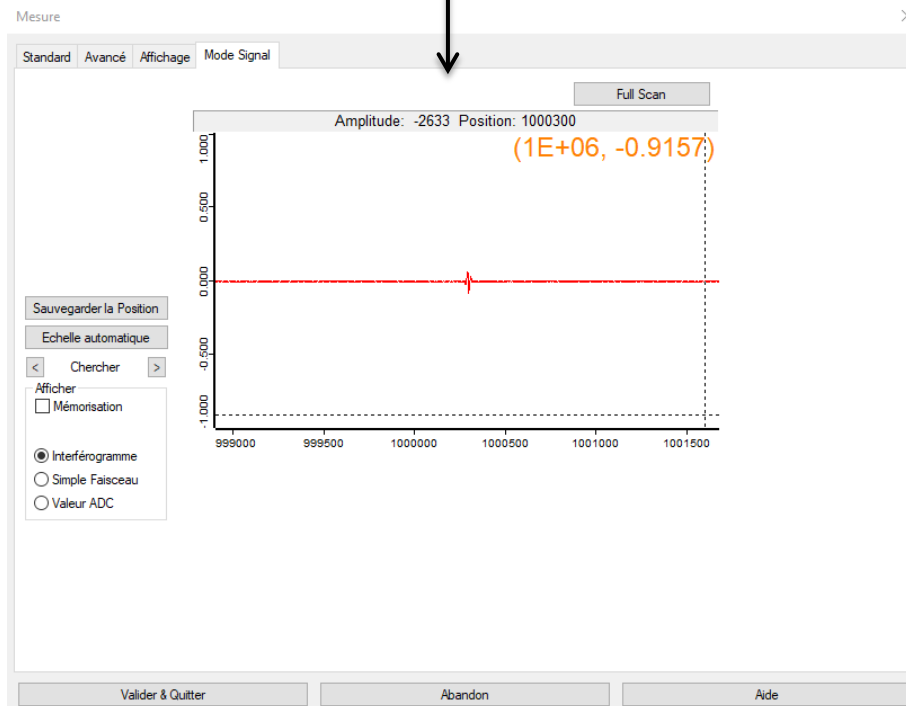 Mesure
Standard Avancé Affichage Mode Signal
Full Scan
Amplitude: -2633 Position: 1000300
(1E+06, -0.9157)
1.000
0.500
0.000
-0.500
-1.000
999000 999500 1000000 1000500 1001000 1001500
Sauvegarder la Position
Echelle automatique
< Chercher >
Afficher
Mémorisation
Interférogramme
Simple Faisceau
Valeur ADC
Valider & Quitter Abandon Aide